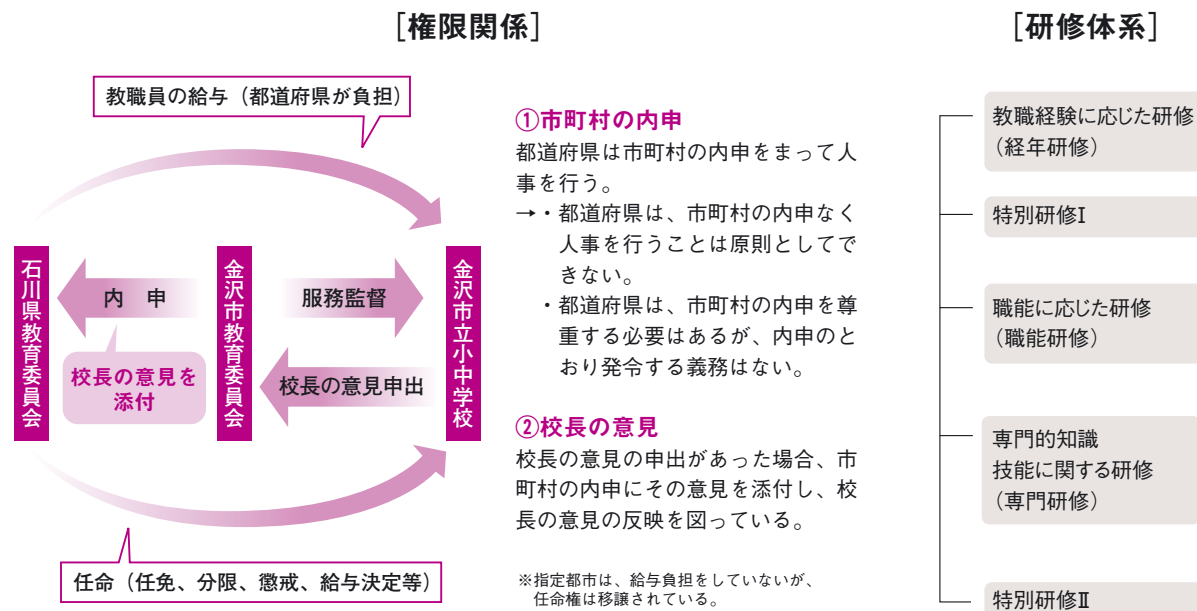 [権限関係]
教職員の給与（都道府県が負担）
石川県教育委員会
内　申
校長の意見を
添付
金沢市教育委員会
服務監督
校長の意見申出
金沢市立小中学校
任命（任免、分限、懲戒、給与決定等）
①市町村の内申
都道府県は市町村の内申をまって人
事を行う。
→・都道府県は、市町村の内申なく
人事を行うことは原則としてで
きない。
・都道府県は、市町村の内申を尊
重する必要はあるが、内申のと
おり発令する義務はない。
②校長の意見
校長の意見の申出があった場合、市
町村の内申にその意見を添付し、校
長の意見の反映を図っている。
※指定都市は、給与負担をしていないが、
任命権は移譲されている。
[研修体系]
教職経験に応じた研修
（経年研修）
特別研修Ⅰ
職能に応じた研修
（職能研修）
専門的知識
技能に関する研修
（専門研修）
特別研修Ⅱ